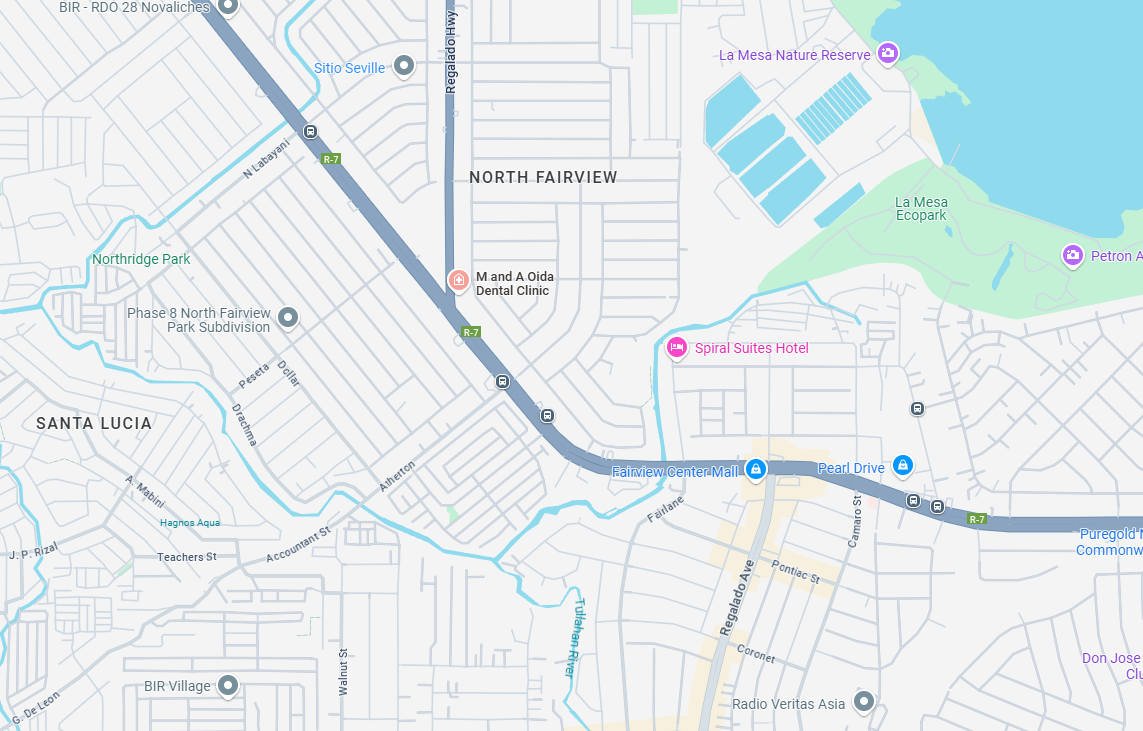 BIR - RDO 28 Novaliches
Regalado Hwy
Sitio Seville
La Mesa Nature Reserve
R-7
N Labayani
NORTH FAIRVIEW
La Mesa
Ecopark
Northridge Park
Petron A
M and A Oida
Dental Clinic
Phase 8 North Fairview
Park Subdivision
R-7
Spiral Suites Hotel
Peseta
Dollar
Drachma
SANTA LUCIA
Atherton
Fairview Center Mall
Pearl Drive
A. Mabini
Fairlane
Camaro St
Hagnos Aqua
R-7
J. P. Rizal
Teachers St
Accountant St
Puregold
Commonw
Pontiac St
Regalado Ave
Tullahan River
Coronet
Walnut St
Don Jose
Clu
BIR Village
G. De Leon
Radio Veritas Asia